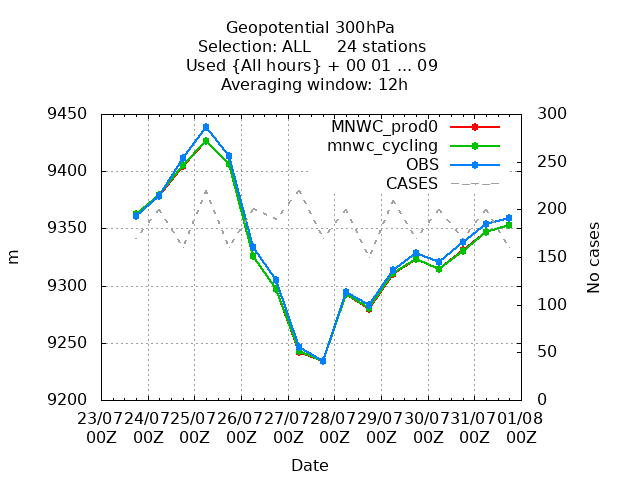 Geopotential 300hPa
Selection: ALL 24 stations
Used {All hours} + 00 01 ... 09
Averaging window: 12h
MNWC_prod0
mnwc_cycling
OBS
CASES
9450
9400
9350
9300
9250
9200
m
300
250
200
150
100
50
0
No cases
23/07 24/07 25/07 26/07 27/07 28/07 29/07 30/07 31/07 01/08
00Z 00Z 00Z 00Z 00Z 00Z 00Z 00Z 00Z 00Z
Date